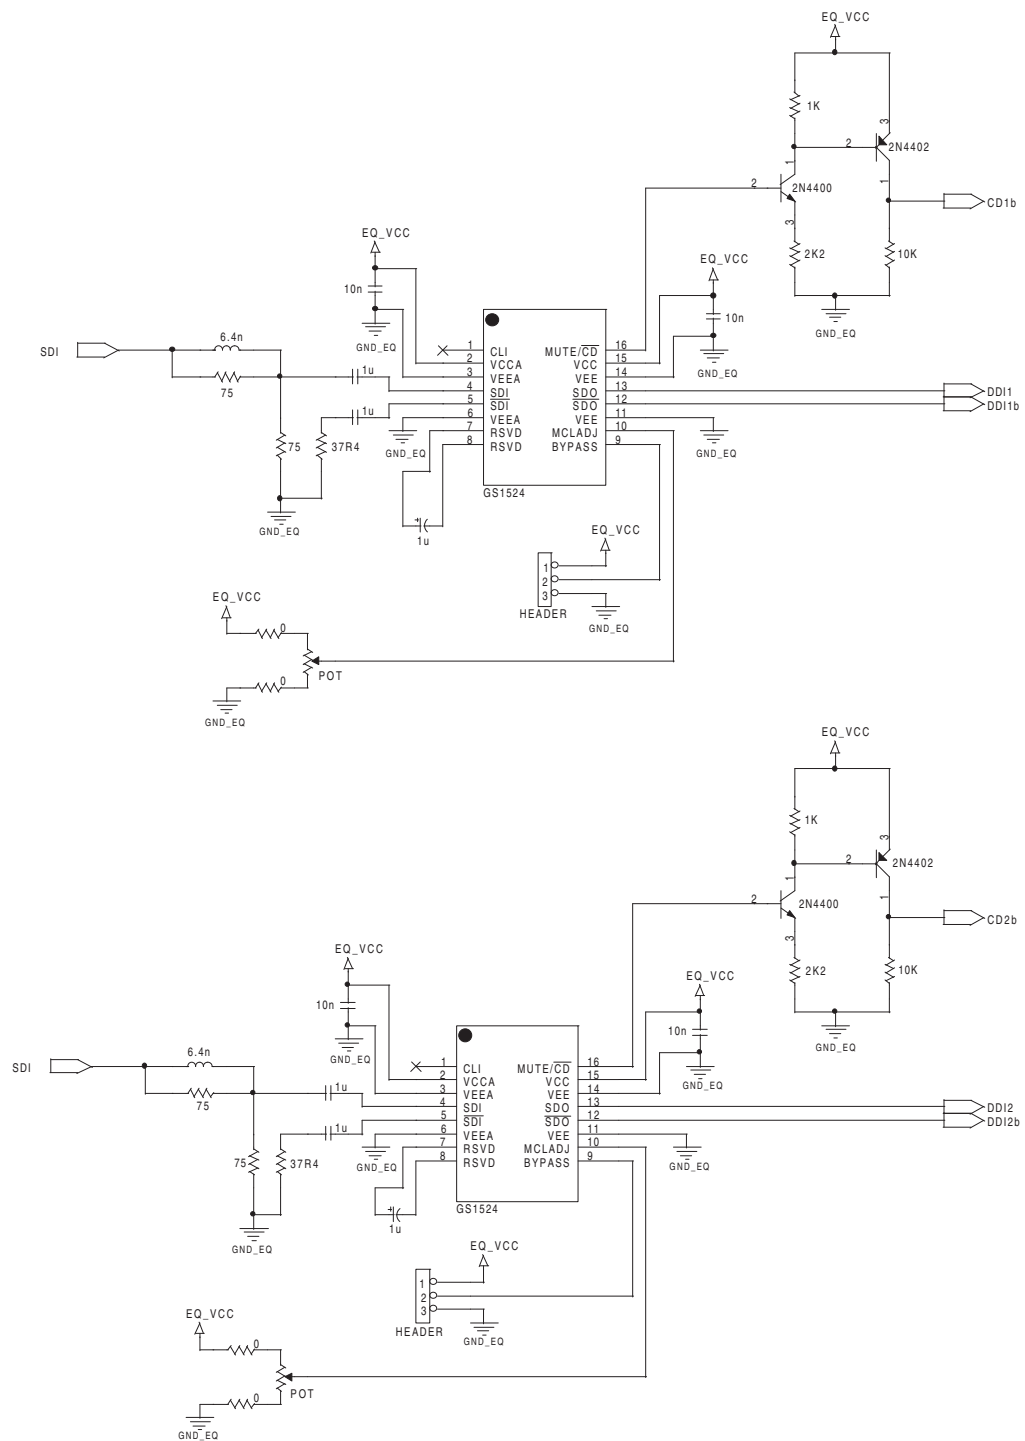 EQ_VCC
1K
3
2
2N4402
1
2
2N4400
1
CD1b
3
2K2
10K
GND_EQ
EQ_VCC
10n
GND_EQ
EQ_VCC
10n
GND_EQ
SDI
6.4n
75
1u
1u
75
37R4
GND_EQ
GND_EQ
1 CLI MUTE/CD 16
2 VCCA VCC 15
3 VEEA VEE 14
4 SDI SDO 13
5 SDI SDO 12
6 VEEA VEE 11
7 RSVD MCLADJ 10
8 RSVD BYPASS 9
GS1524
DDI1
DDI1b
GND_EQ
+
1u
EQ_VCC
1
2
3
HEADER
GND_EQ
EQ_VCC
0
POT
0
GND_EQ
EQ_VCC
1K
3
2
2N4402
1
2
2N4400
1
CD2b
3
2K2
10K
GND_EQ
EQ_VCC
10n
GND_EQ
EQ_VCC
10n
GND_EQ
SDI
6.4n
75
1u
1u
75
37R4
GND_EQ
GND_EQ
1 CLI MUTE/CD 16
2 VCCA VCC 15
3 VEEA VEE 14
4 SDI SDO 13
5 SDI SDO 12
6 VEEA VEE 11
7 RSVD MCLADJ 10
8 RSVD BYPASS 9
GS1524
DDI2
DDI2b
GND_EQ
+
1u
EQ_VCC
1
2
3
HEADER
GND_EQ
EQ_VCC
0
POT
0
GND_EQ